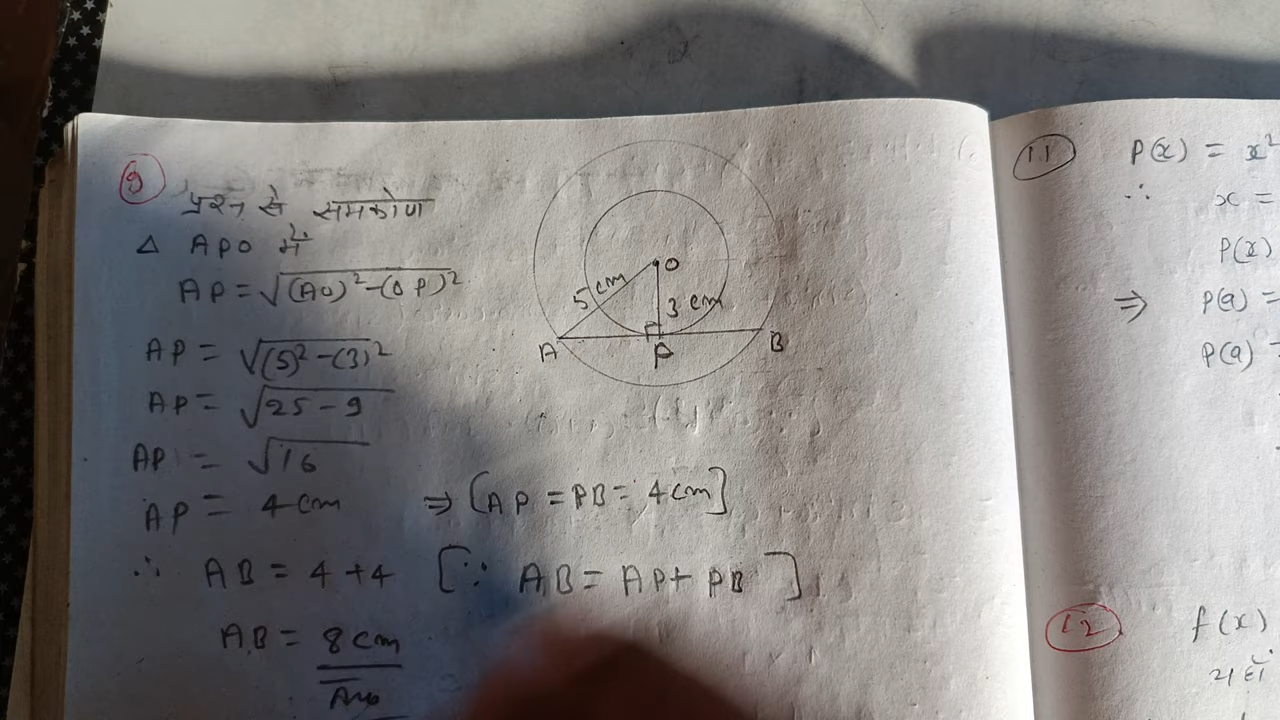 9
प्रश्न से समकोण
△ APO में
AP = √(AO)² - (OP)²
AP = √(5)² - (3)²
AP = √25 - 9
AP = √16
AP = 4 cm ⇒ [AP = PB = 4 cm]
∴ AB = 4 + 4 [∵ AB = AP + PB]
AB = 8 cm
Ans
O
5 cm
3 cm
A
P
B
11
P(x) = x²
∴ x =
P(x)
⇒ P(a) =
P(a) =
12
f(x)
यहाँ